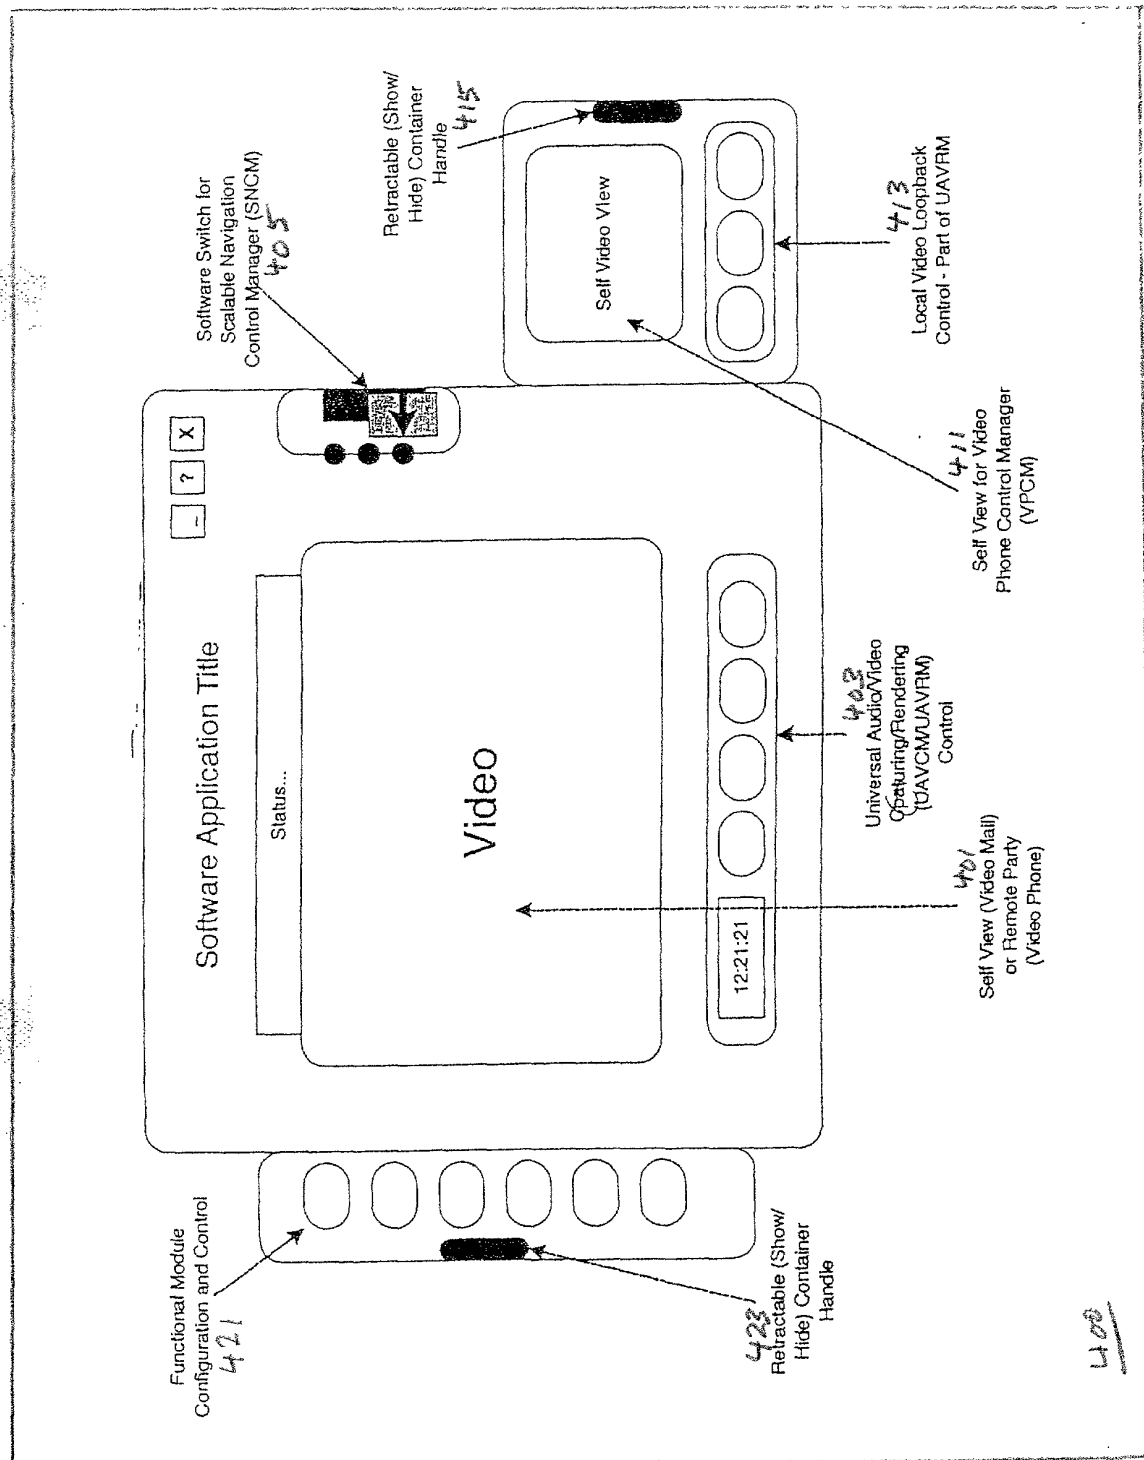 Software Switch for
Scalable Navigation
Control Manager (SNCM)
405
Retractable (Show/
Hide) Container
Handle
415
Functional Module
Configuration and Control
421
Software Application Title
_ ? X
Status...
Video
Self Video View
12:21:21
423
Retractable (Show/
Hide) Container
Handle
401
Self View (Video Mail)
or Remote Party
(Video Phone)
403
Universal Audio/Video
Cpaturing/Rendering
(UAVCM/UAVRM)
Control
411
Self View for Video
Phone Control Manager
(VPCM)
413
Local Video Loopback
Control - Part of UAVRM
400